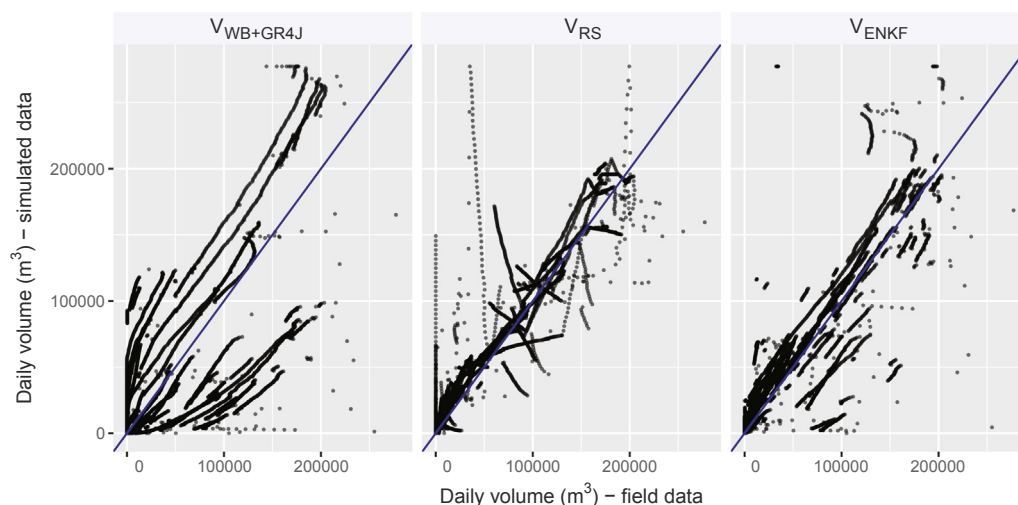 V_WB+GR4J V_RS V_ENKF
Daily volume (m³) − simulated data
200000
100000
0
0 100000 200000 0 100000 200000 0 100000 200000
Daily volume (m³) − field data